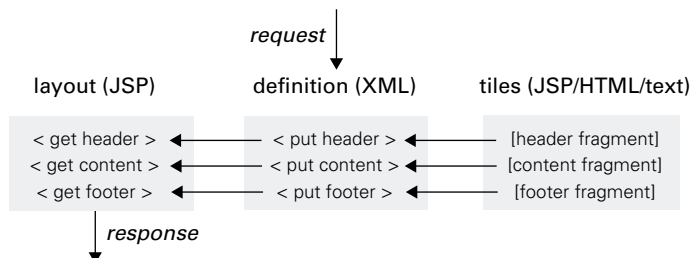 request
layout (JSP) definition (XML) tiles (JSP/HTML/text)
< get header > < put header > [header fragment]
< get content > < put content > [content fragment]
< get footer > < put footer > [footer fragment]
response